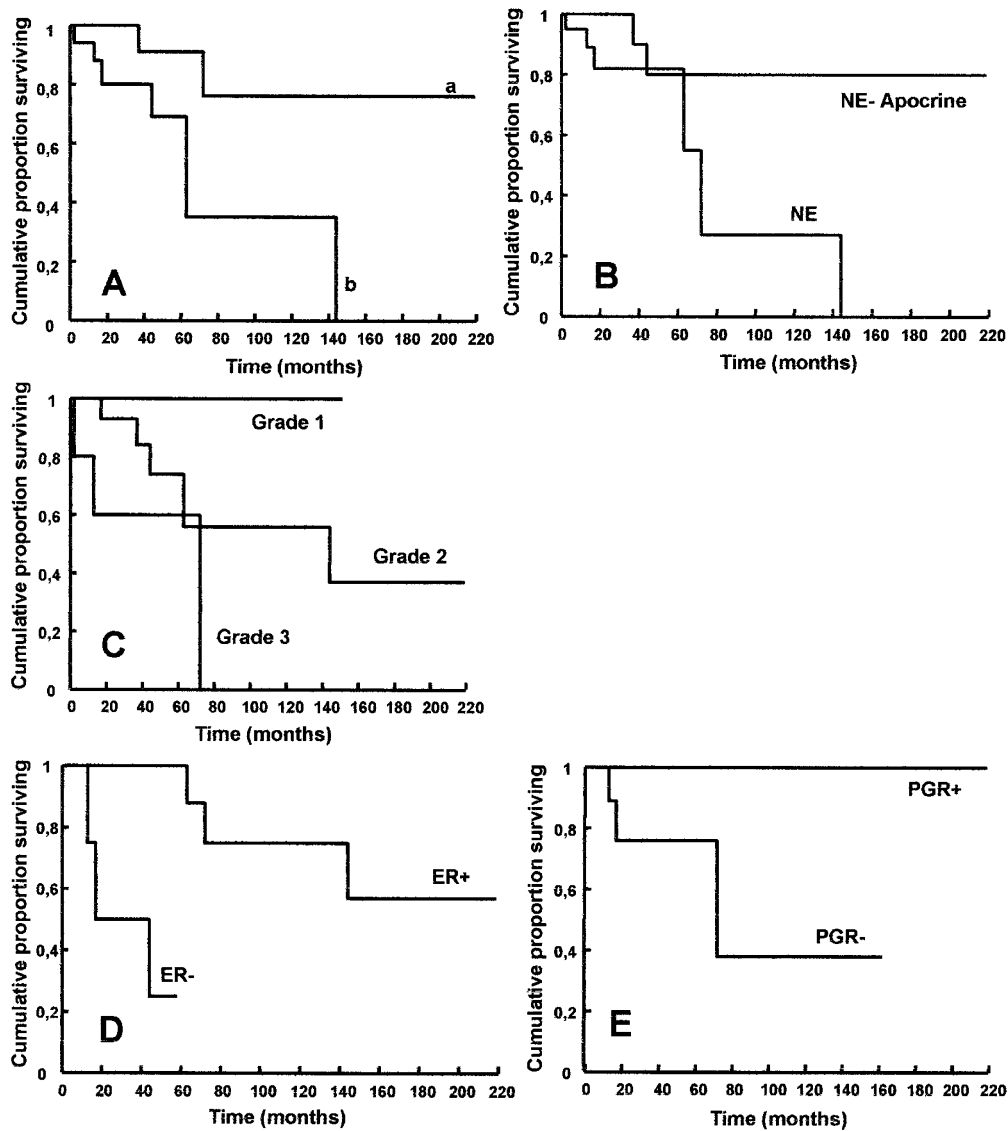 Cumulative proportion surviving
1
0,8
0,6
0,4
0,2
0
A
a
b
0 20 40 60 80 100 120 140 160 180 200 220
Time (months)
Cumulative proportion surviving
1
0,8
0,6
0,4
0,2
0
B
NE- Apocrine
NE
0 20 40 60 80 100 120 140 160 180 200 220
Time (months)
Cumulative proportion surviving
1
0,8
0,6
0,4
0,2
0
C
Grade 1
Grade 2
Grade 3
0 20 40 60 80 100 120 140 160 180 200 220
Time (months)
Cumulative proportion surviving
1
0,8
0,6
0,4
0,2
0
D
ER+
ER-
0 20 40 60 80 100 120 140 160 180 200 220
Time (months)
Cumulative proportion surviving
1
0,8
0,6
0,4
0,2
0
E
PGR+
PGR-
0 20 40 60 80 100 120 140 160 180 200 220
Time (months)